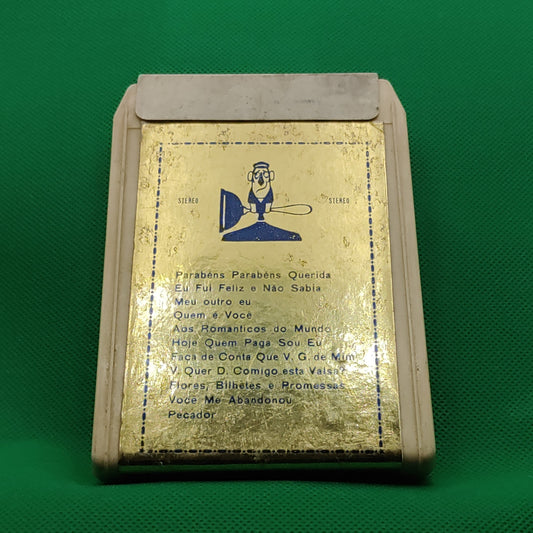 STEREO STEREO
Parabéns Parabéns Querida
Eu Fui Feliz e Não Sabia
Meu outro eu
Quem é Você
Aos Romanticos do Mundo
Hoje Quem Paga Sou Eu
Faça de Conta Que V. G. de Mim
V. Quer D. Comigo esta Valsa?
Flores, Bilhetes e Promessas
Você Me Abandonou
Pecador